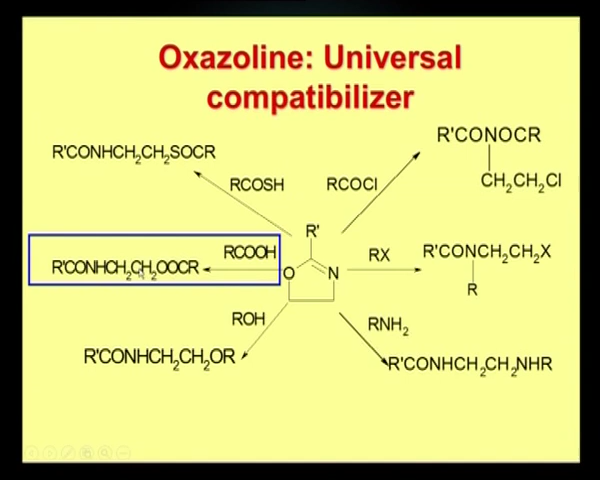 Oxazoline: Universal
compatibilizer
R'CONOCR
R'CONHCH₂CH₂SOCR
RCOSH
RCOCl
CH₂CH₂Cl
R'
RCOOH
RX
R'CONCH₂CH₂X
R'CONHCH₂CH₂OOCR
O
N
R
ROH
RNH₂
R'CONHCH₂CH₂OR
R'CONHCH₂CH₂NHR